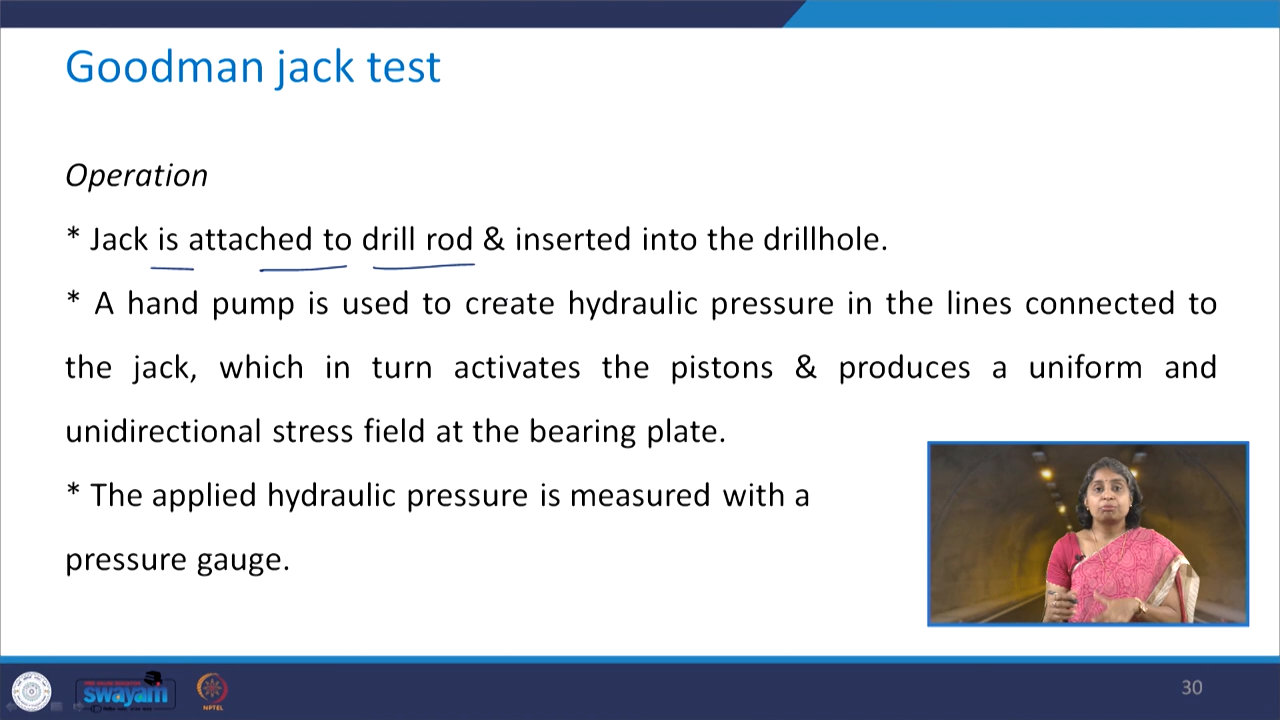 Goodman jack test
Operation
* Jack is attached to drill rod & inserted into the drillhole.
* A hand pump is used to create hydraulic pressure in the lines connected to
the jack, which in turn activates the pistons & produces a uniform and
unidirectional stress field at the bearing plate.
* The applied hydraulic pressure is measured with a
pressure gauge.
swayam
NPTEL
30